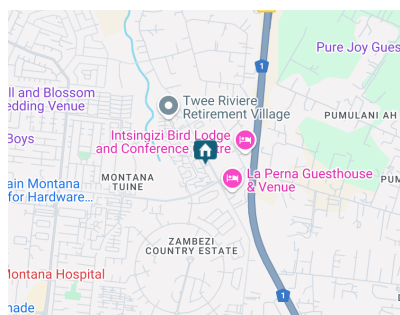 1
Pure Joy Gues
ll and Blossom
edding Venue
Twee Riviere
Retirement Village
PUMULANI AH
Boys
Intsingizi Bird Lodge
and Conference Centre
MONTANA
TUINE
La Perna Guesthouse
& Venue
PUM
ain Montana
for Hardware...
ZAMBEZI
COUNTRY ESTATE
Montana Hospital
1
nade